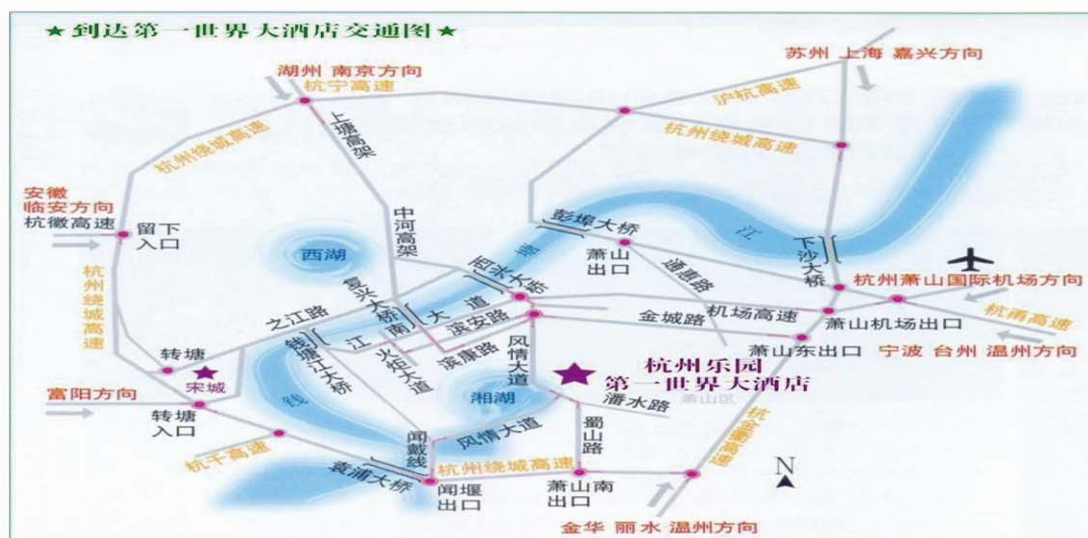 ★到达第一世界大酒店交通图★
苏州 上海 嘉兴方向
湖州 南京方向
杭宁高速
沪杭高速
上塘高架
杭州绕城高速
杭州绕城高速
安徽
临安方向
杭徽高速
留下
入口
中河高架
彭埠大桥
江
西湖
萧山
出口
通惠路
下沙大桥
杭州萧山国际机场方向
复兴大桥
西兴大桥
塘
杭州绕城高速
之江路
江南大道
滨安路
金城路
机场高速
萧山机场出口
杭甬高速
钱塘江大桥
火炬大道
滨康路
风情大道
萧山东出口
宁波 台州 温州方向
转塘
宋城
杭州乐园
第一世界大酒店
富阳方向
钱
湘湖
潘水路
萧山区
转塘
入口
闻戴线
风情大道
蜀山路
杭金衢高速
杭千高速
袁浦大桥
杭州绕城高速
N
闻堰
出口
萧山南
出口
金华 丽水 温州方向